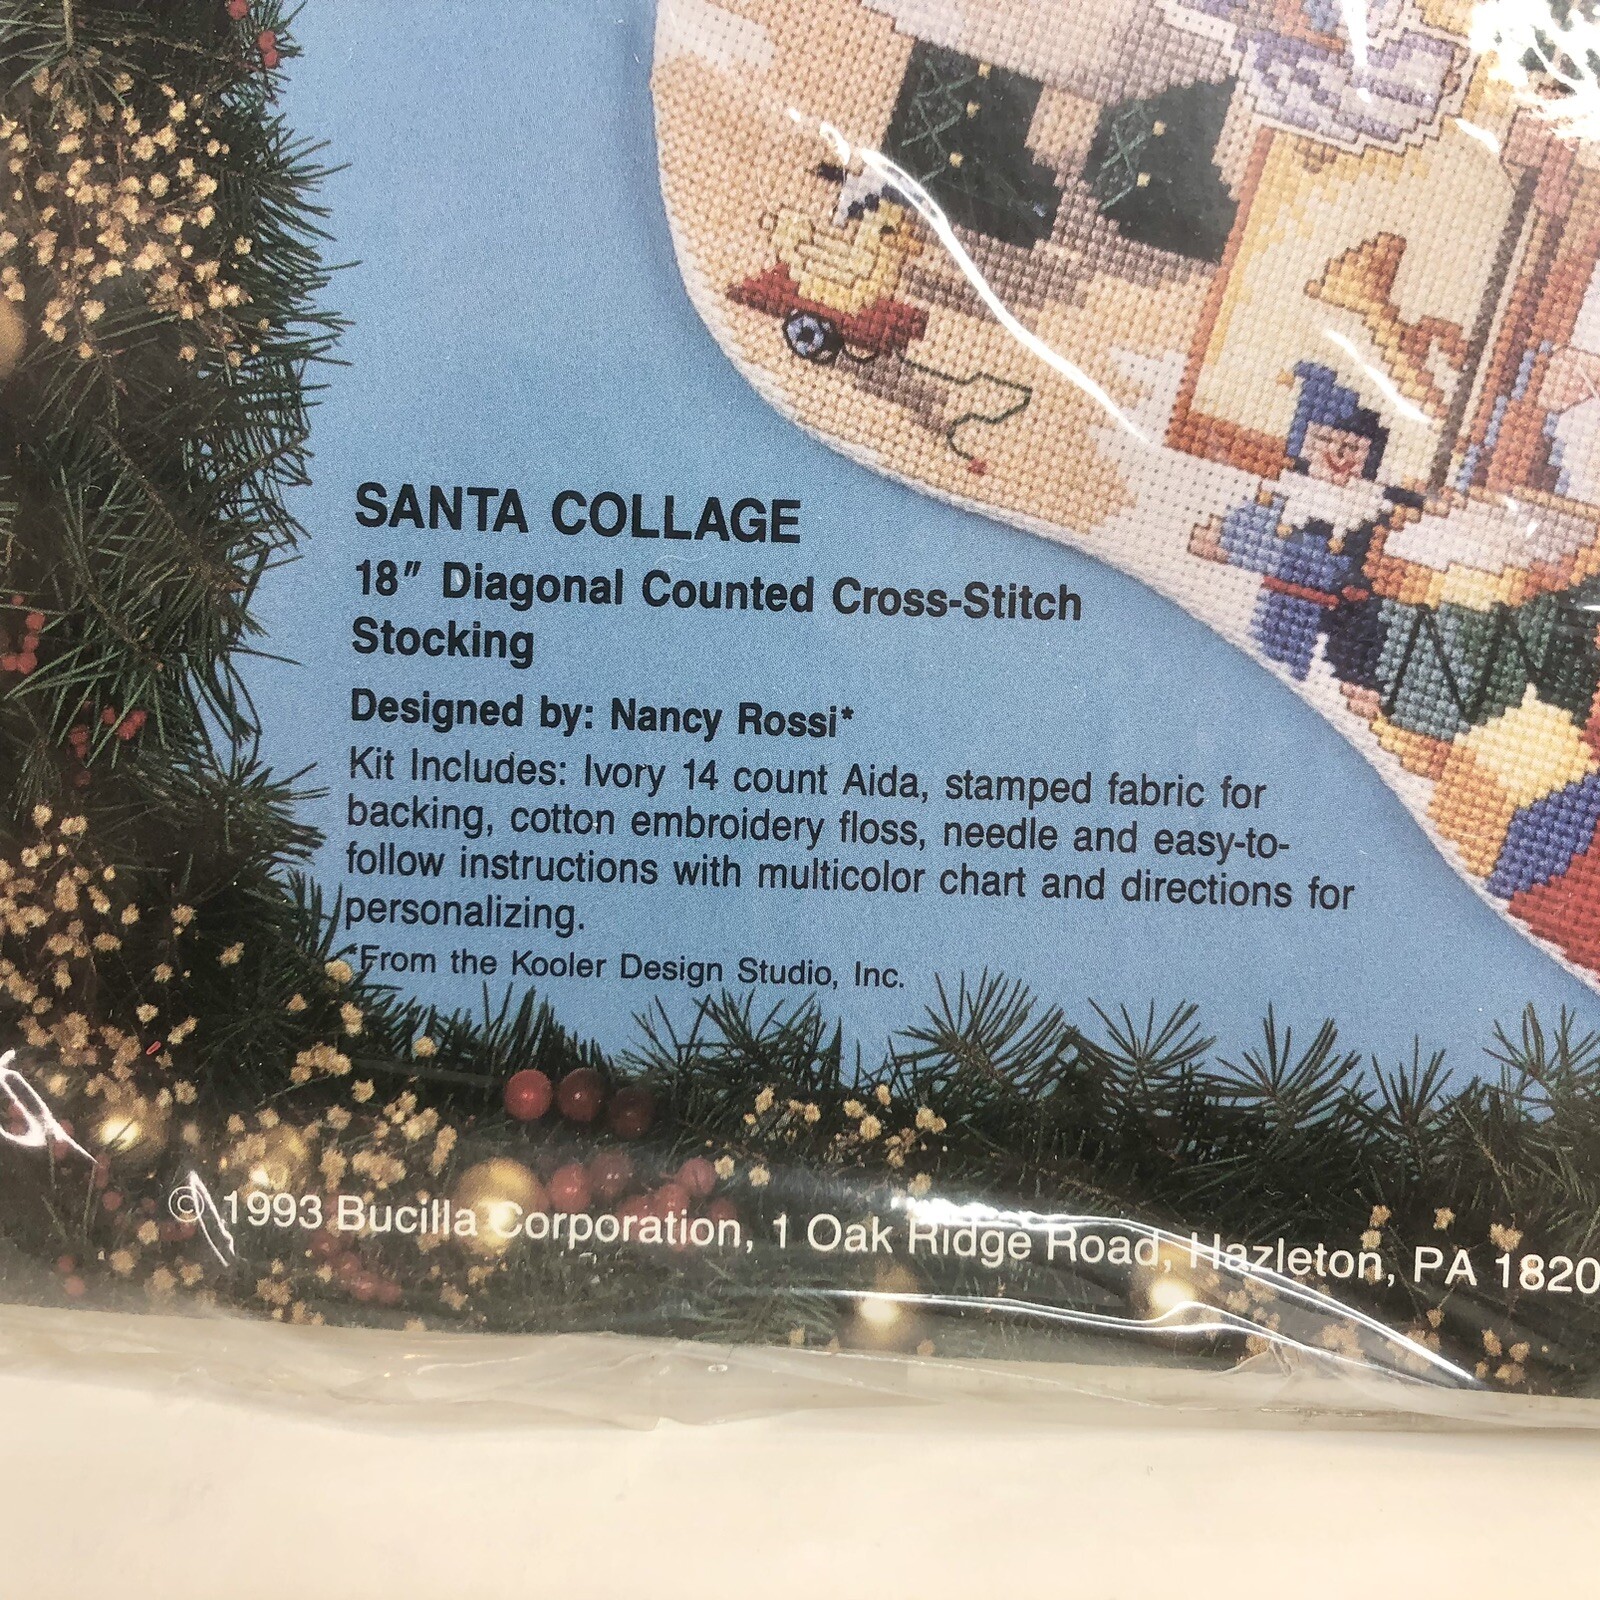 SANTA COLLAGE
18" Diagonal Counted Cross-Stitch
Stocking
Designed by: Nancy Rossi*
Kit Includes: Ivory 14 count Aida, stamped fabric for
backing, cotton embroidery floss, needle and easy-to-
follow instructions with multicolor chart and directions for
personalizing.
*From the Kooler Design Studio, Inc.
© 1993 Bucilla Corporation, 1 Oak Ridge Road, Hazleton, PA 1820